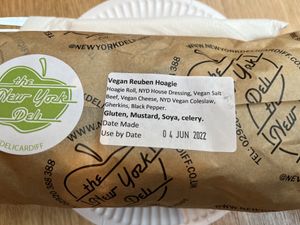 @NEWYORKDELI
the
New York
Deli
DELICARDIFF
Vegan Reuben Hoagie
Hoagie Roll, NYD House Dressing, Vegan Salt
Beef, Vegan Cheese, NYD Vegan Coleslaw,
Gherkins, Black Pepper.
Gluten, Mustard, Soya, celery.
Date Made
Use by Date 04 JUN 2022
the
New York
Deli